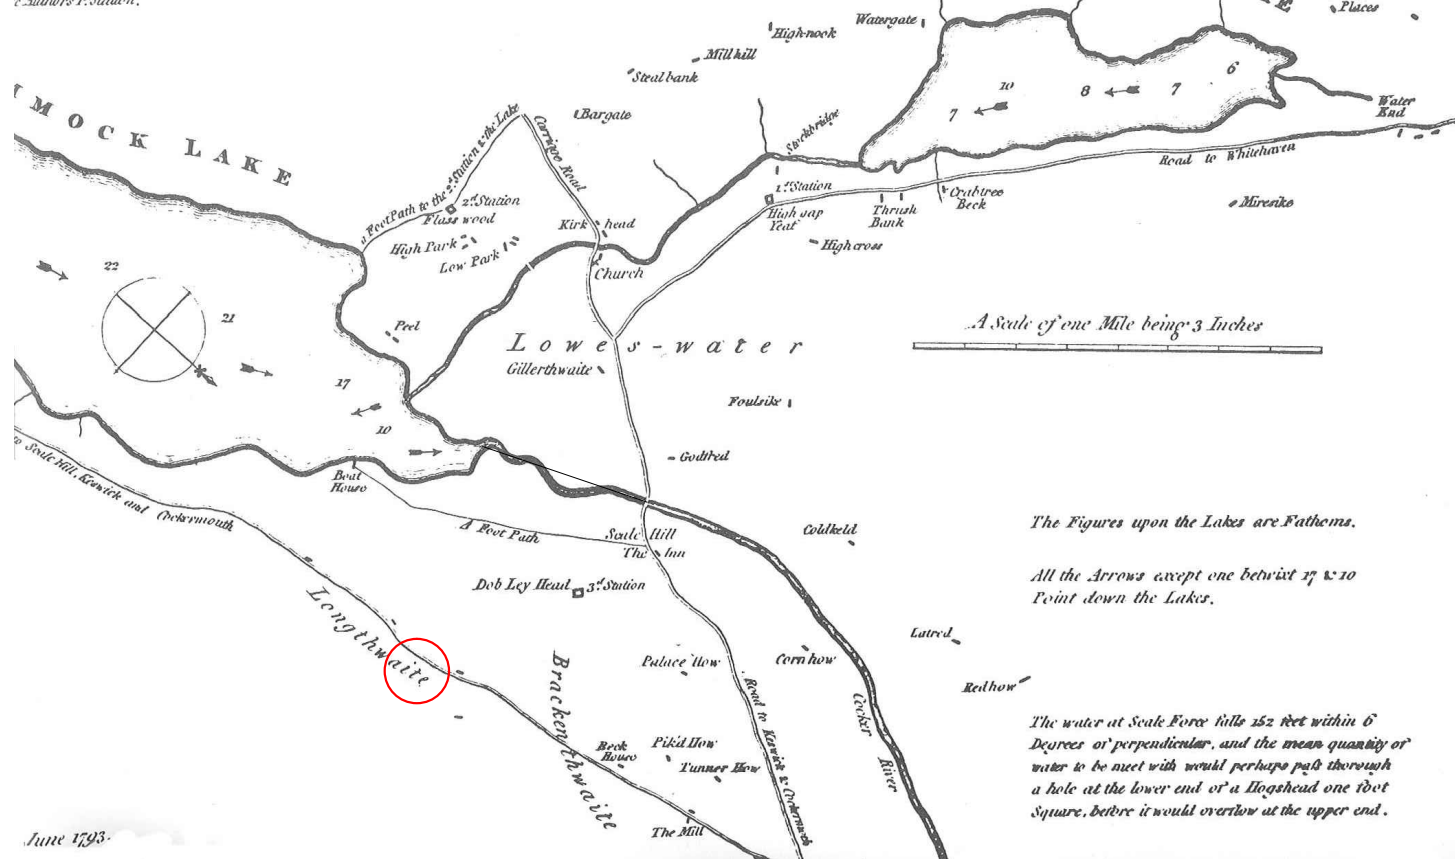 MOCK LAKE
Places
Watergate
High-nook
Mill hill
Steal bank
Bargate
Stockbridge
Water End
Road to Whitehaven
10
8
7
6
7
a Foot Path to the 2d Station & the Lake
Carriage Road
2d Station
Flass wood
High Park
Low Park
Kirk head
Church
1st Station
High gap Yeat
Thrush Bank
Crabtree Beck
High cross
Miresike
22
21
17
10
Peel
Lowes-water
Gillerthwaite
Foulsike
Godfred
A Scale of one Mile being 3 Inches
Boat House
to Scale Hill, Keswick and Cockermouth
A Foot Path
Scale Hill
The Inn
Dob Ley Head
3d Station
Coldkeld
The Figures upon the Lakes are Fathoms.
All the Arrows except one betwixt 17 & 10
Point down the Lakes.
Longthwaite
Brackenthwaite
Palace How
Cornhow
Latred
Redhow
Cocker River
Road to Keswick & Cockermouth
Beck House
Pik'd How
Tunner How
The Mill
The water at Scale Force falls 152 feet within 6
Degrees of perpendicular, and the mean quantity of
water to be meet with would perhaps pass thorough
a hole at the lower end of a Hogshead one foot
Square, before it would overflow at the upper end.
June 1793.